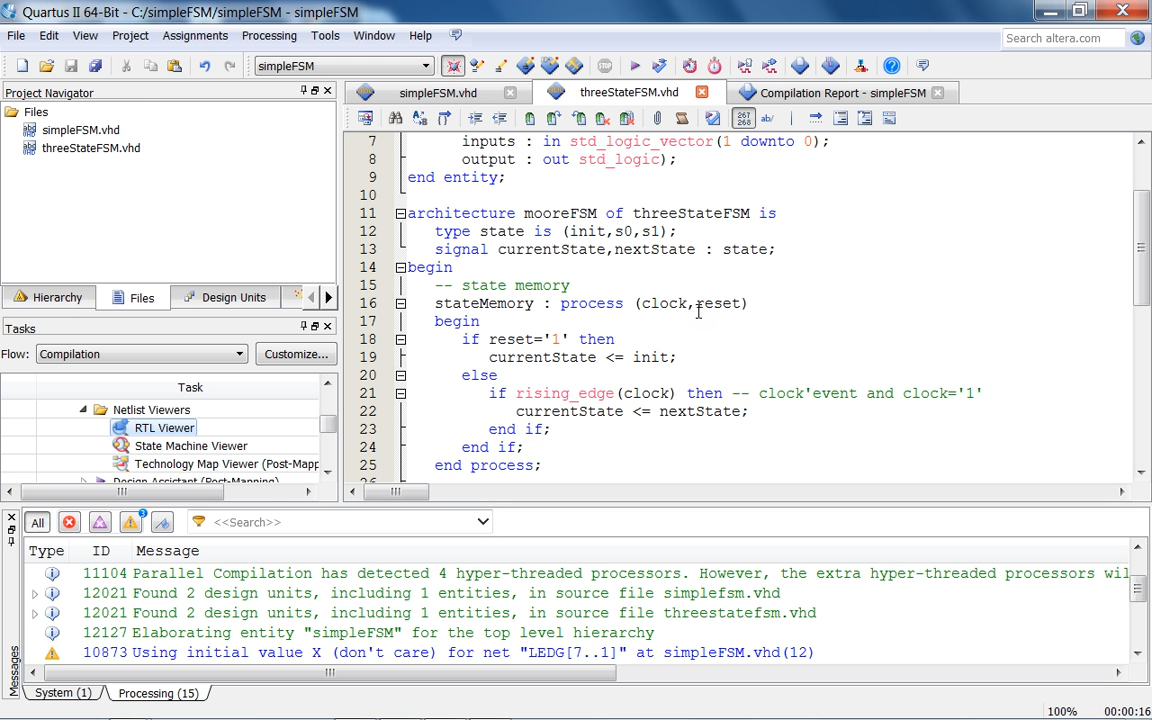 Quartus II 64-Bit - C:/simpleFSM/simpleFSM - simpleFSM
File Edit View Project Assignments Processing Tools Window Help
Search altera.com
simpleFSM
Project Navigator
simpleFSM.vhd threeStateFSM.vhd Compilation Report - simpleFSM
Files
simpleFSM.vhd
threeStateFSM.vhd
Hierarchy Files Design Units
Tasks
Flow: Compilation Customize...
Task
Netlist Viewers
RTL Viewer
State Machine Viewer
Technology Map Viewer (Post-Mapp
Design Assistant (Post-Mapping)
267
268
ab/
7 inputs : in std_logic_vector(1 downto 0);
8 output : out std_logic);
9 end entity;
10
11 architecture mooreFSM of threeStateFSM is
12 type state is (init,s0,s1);
13 signal currentState,nextState : state;
14 begin
15 -- state memory
16 stateMemory : process (clock,reset)
17 begin
18 if reset='1' then
19 currentState <= init;
20 else
21 if rising_edge(clock) then -- clock'event and clock='1'
22 currentState <= nextState;
23 end if;
24 end if;
25 end process;
26
All 3 <<Search>>
Type ID Message
11104 Parallel Compilation has detected 4 hyper-threaded processors. However, the extra hyper-threaded processors wil
12021 Found 2 design units, including 1 entities, in source file simplefsm.vhd
12021 Found 2 design units, including 1 entities, in source file threestatefsm.vhd
12127 Elaborating entity "simpleFSM" for the top level hierarchy
10873 Using initial value X (don't care) for net "LEDG[7..1]" at simpleFSM.vhd(12)
Messages
System (1) Processing (15)
100% 00:00:16